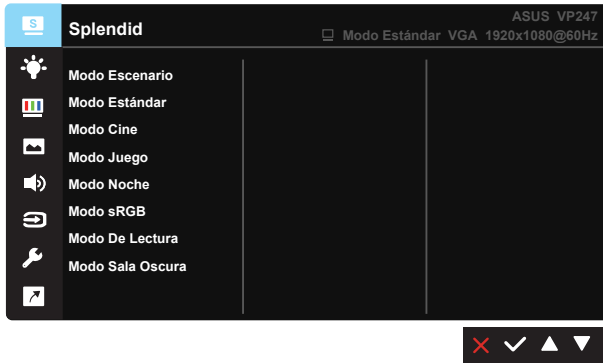 S
Splendid
ASUS VP247
Modo Estándar VGA 1920x1080@60Hz
Modo Escenario
Modo Estándar
Modo Cine
Modo Juego
Modo Noche
Modo sRGB
Modo De Lectura
Modo Sala Oscura